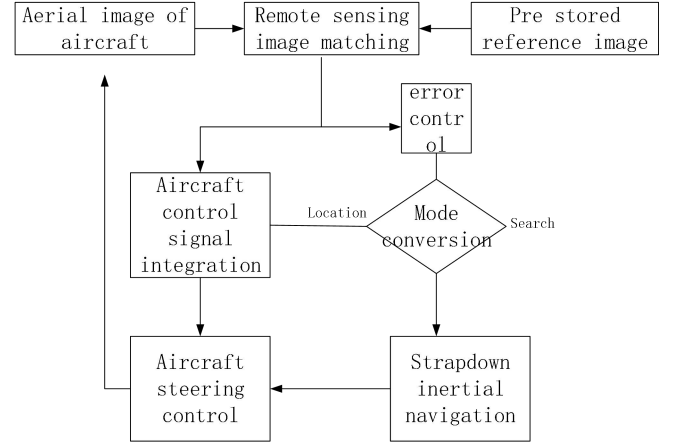 Aerial image of
aircraft
Remote sensing
image matching
Pre stored
reference image
error
contr
ol
Aircraft
control
signal
integration
Location
Mode
conversion
Search
Aircraft
steering
control
Strapdown
inertial
navigation